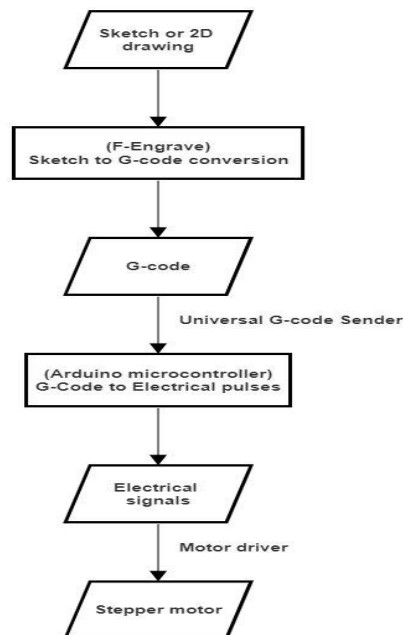 Sketch or 2D
drawing
(F-Engrave)
Sketch to G-code conversion
G-code
Universal G-code Sender
(Arduino microcontroller)
G-Code to Electrical pulses
Electrical
signals
Motor driver
Stepper motor